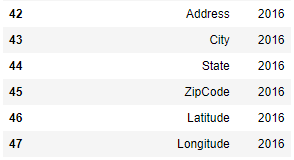 42 Address 2016
43 City 2016
44 State 2016
45 ZipCode 2016
46 Latitude 2016
47 Longitude 2016